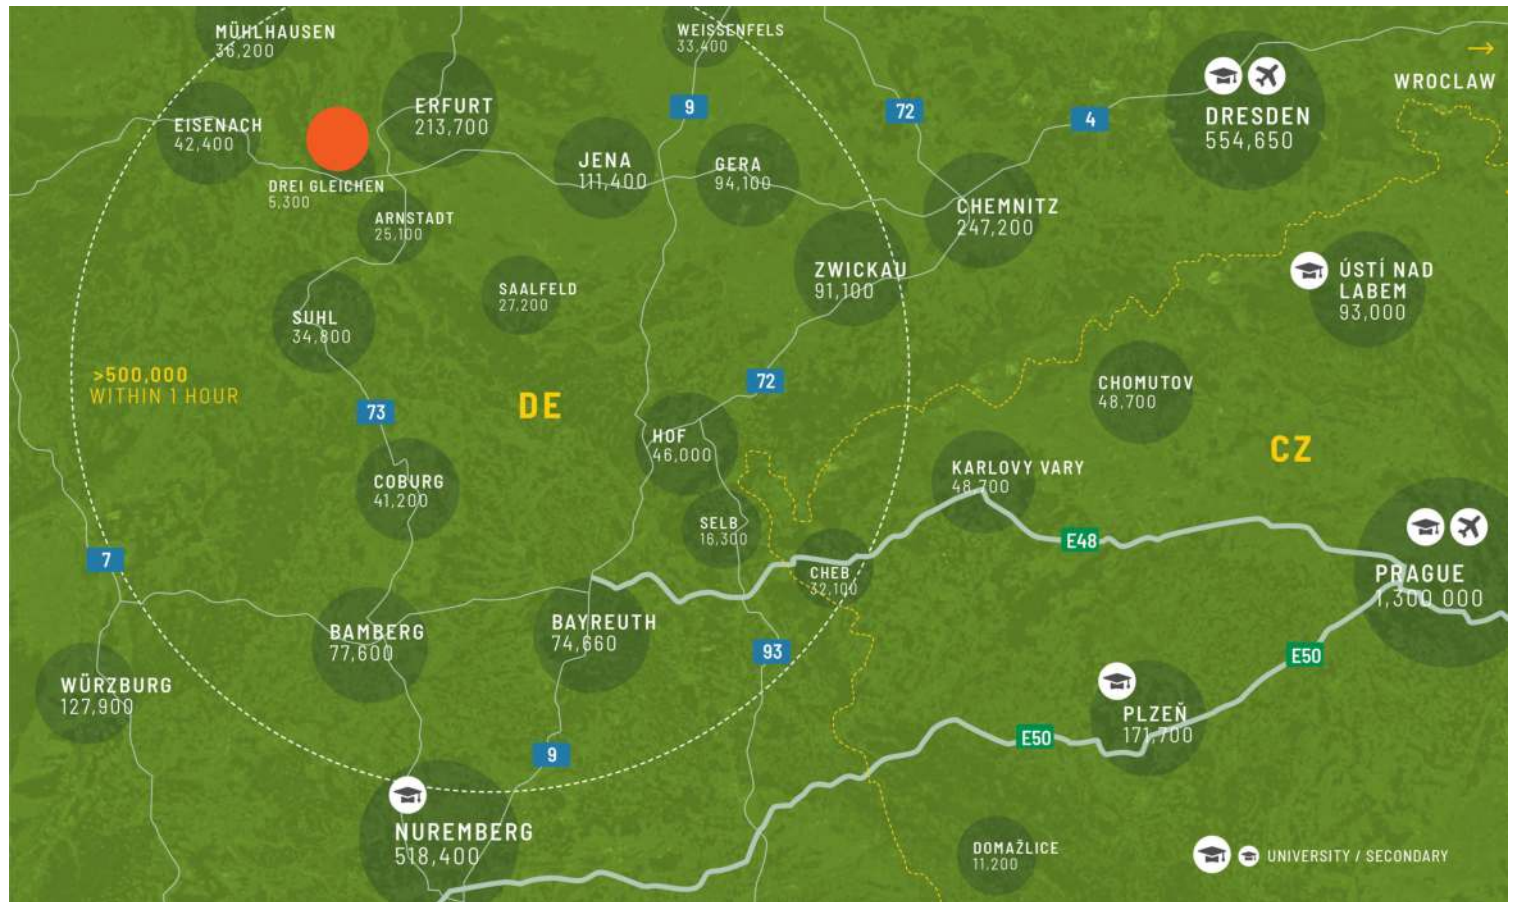 MÜHLHAUSEN
36,200
WEISSENFELS
33,400
→
WROCLAW
ERFURT
213,700
9
72
4
DRESDEN
554,650
EISENACH
42,400
JENA
111,400
GERA
94,100
DREI GLEICHEN
5,300
ARNSTADT
25,100
CHEMNITZ
247,200
ZWICKAU
91,100
ÚSTÍ NAD
LABEM
93,000
SAALFELD
27,200
SUHL
34,800
>500,000
WITHIN 1 HOUR
73
DE
72
CHOMUTOV
48,700
HOF
46,000
CZ
COBURG
41,200
KARLOVY VARY
48,700
SELB
16,300
E48
7
CHEB
32,100
PRAGUE
1,300 000
BAMBERG
77,600
BAYREUTH
74,660
93
E50
WÜRZBURG
127,900
PLZEŇ
171,700
E50
9
NUREMBERG
518,400
DOMAŽLICE
11,200
UNIVERSITY / SECONDARY